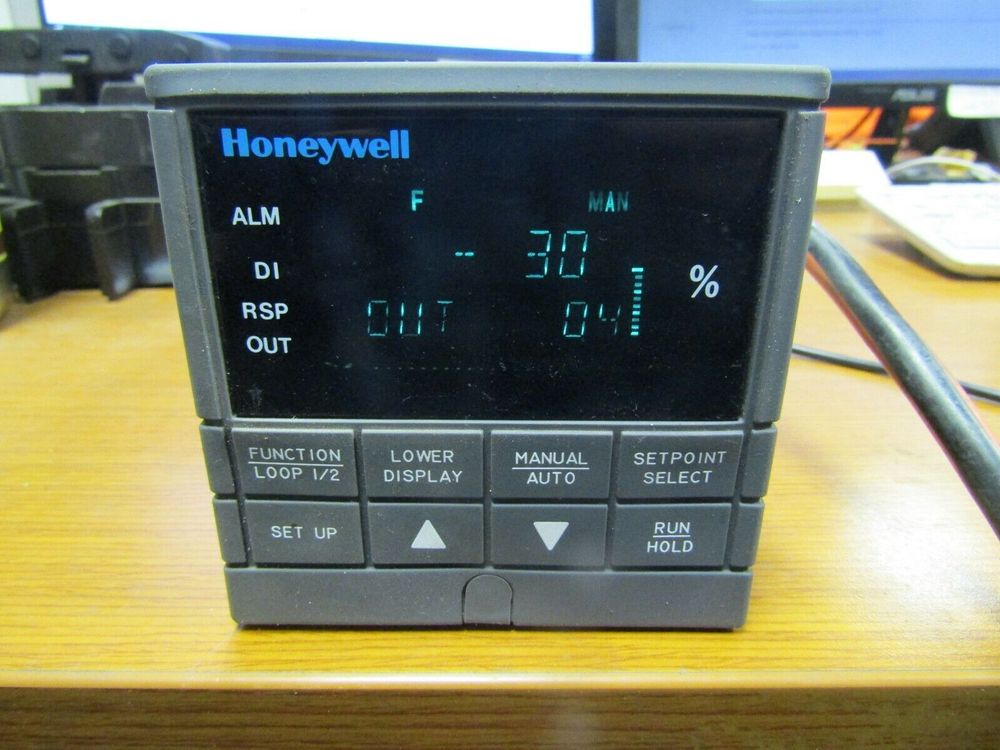 Honeywell
F MAN
ALM
- 30
DI
%
RSP
OUT 04
OUT
FUNCTION LOWER MANUAL SETPOINT
LOOP 1/2 DISPLAY AUTO SELECT
SET UP RUN
HOLD